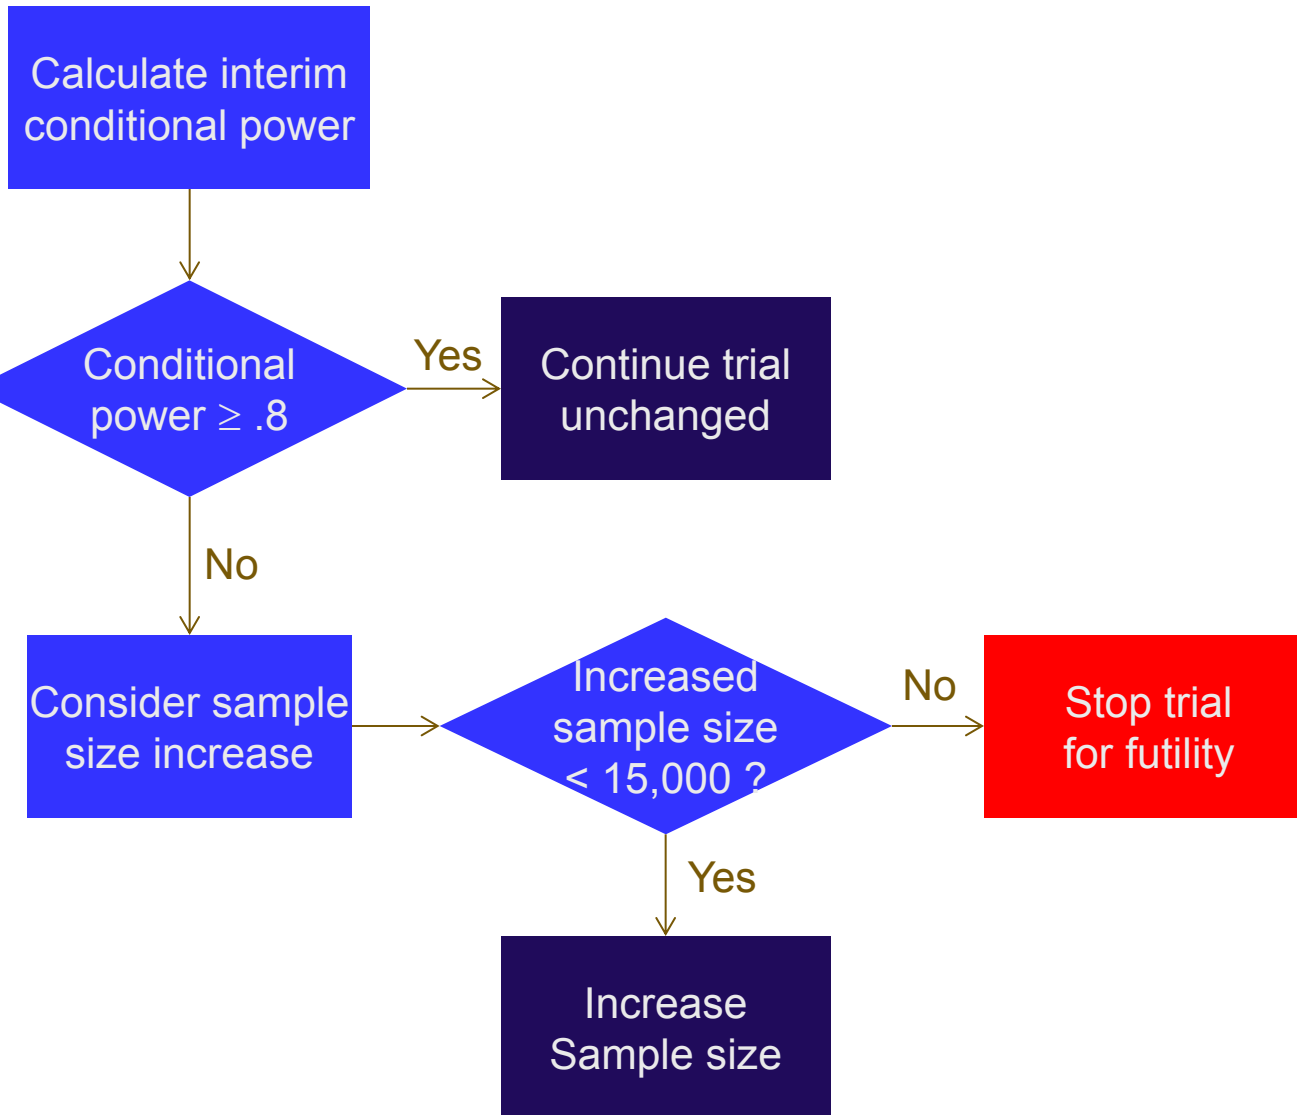 Calculate interim
conditional power
Conditional
power ≥ .8
Yes
Continue trial
unchanged
No
Consider sample
size increase
Increased
sample size
< 15,000 ?
No
Stop trial
for futility
Yes
Increase
Sample size